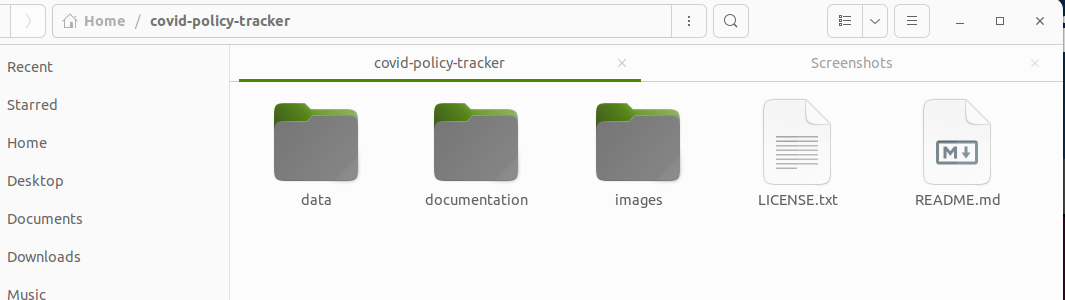 Home / covid-policy-tracker
covid-policy-tracker
Screenshots
Recent
Starred
Home
Desktop
Documents
Downloads
Music
data
documentation
images
LICENSE.txt
M
README.md